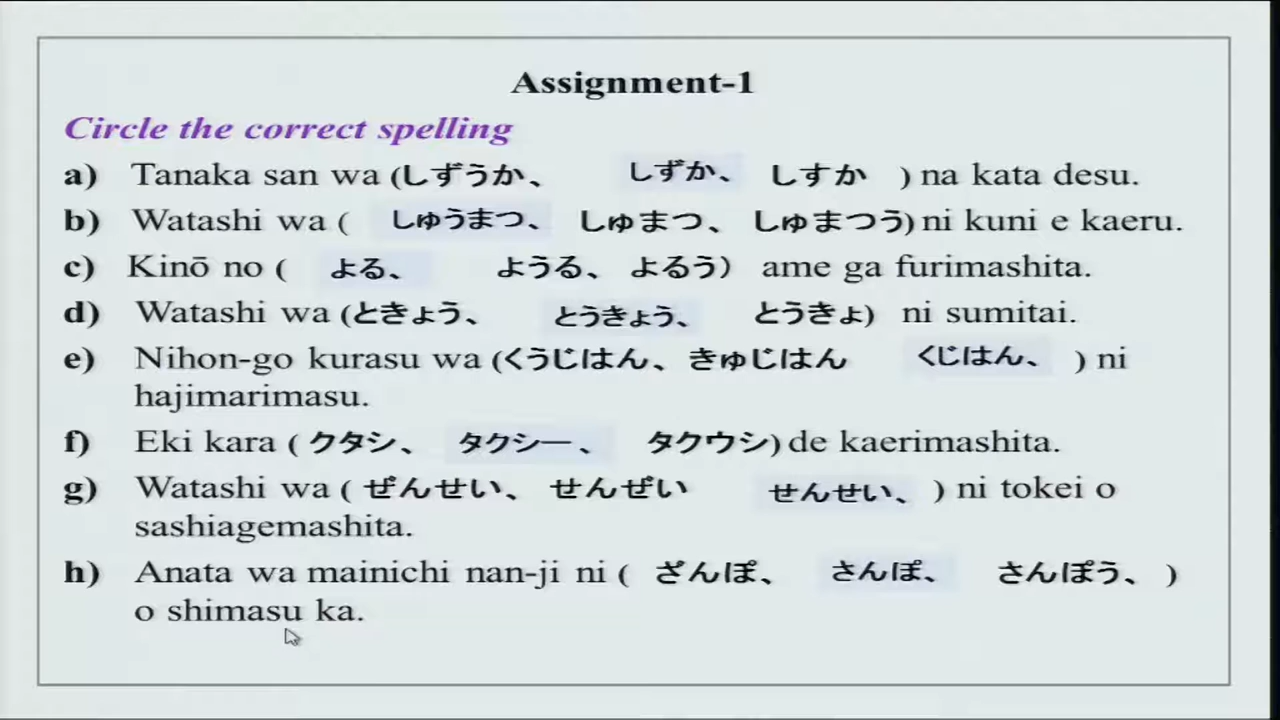 Assignment-1
Circle the correct spelling
a) Tanaka san wa (しずうか、 しずか、 しすか ) na kata desu.
b) Watashi wa ( しゅうまつ、 しゅまつ、 しゅまつう) ni kuni e kaeru.
c) Kinō no ( よる、 ようる、 よるう） ame ga furimashita.
d) Watashi wa (ときょう、 とうきょう、 とうきょ) ni sumitai.
e) Nihon-go kurasu wa (くうじはん、きゅじはん くじはん、 ) ni
hajimarimasu.
f) Eki kara ( クタシ、 タクシー、 タクウシ) de kaerimashita.
g) Watashi wa ( ぜんせい、 せんぜい せんせい、 ) ni tokei o
sashiagemashita.
h) Anata wa mainichi nan-ji ni ( ざんぽ、 さんぽ、 さんぽう、 )
o shimasu ka.